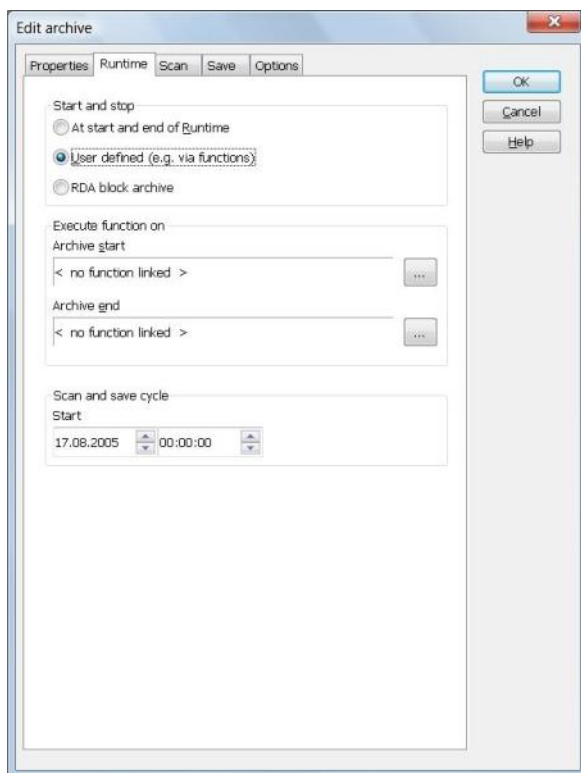 Edit archive
Properties Runtime Scan Save Options
OK
Cancel
Help
Start and stop
At start and end of Runtime
User defined (e.g. via functions)
RDA block archive
Execute function on
Archive start
< no function linked >
...
Archive end
< no function linked >
...
Scan and save cycle
Start
17.08.2005 00:00:00